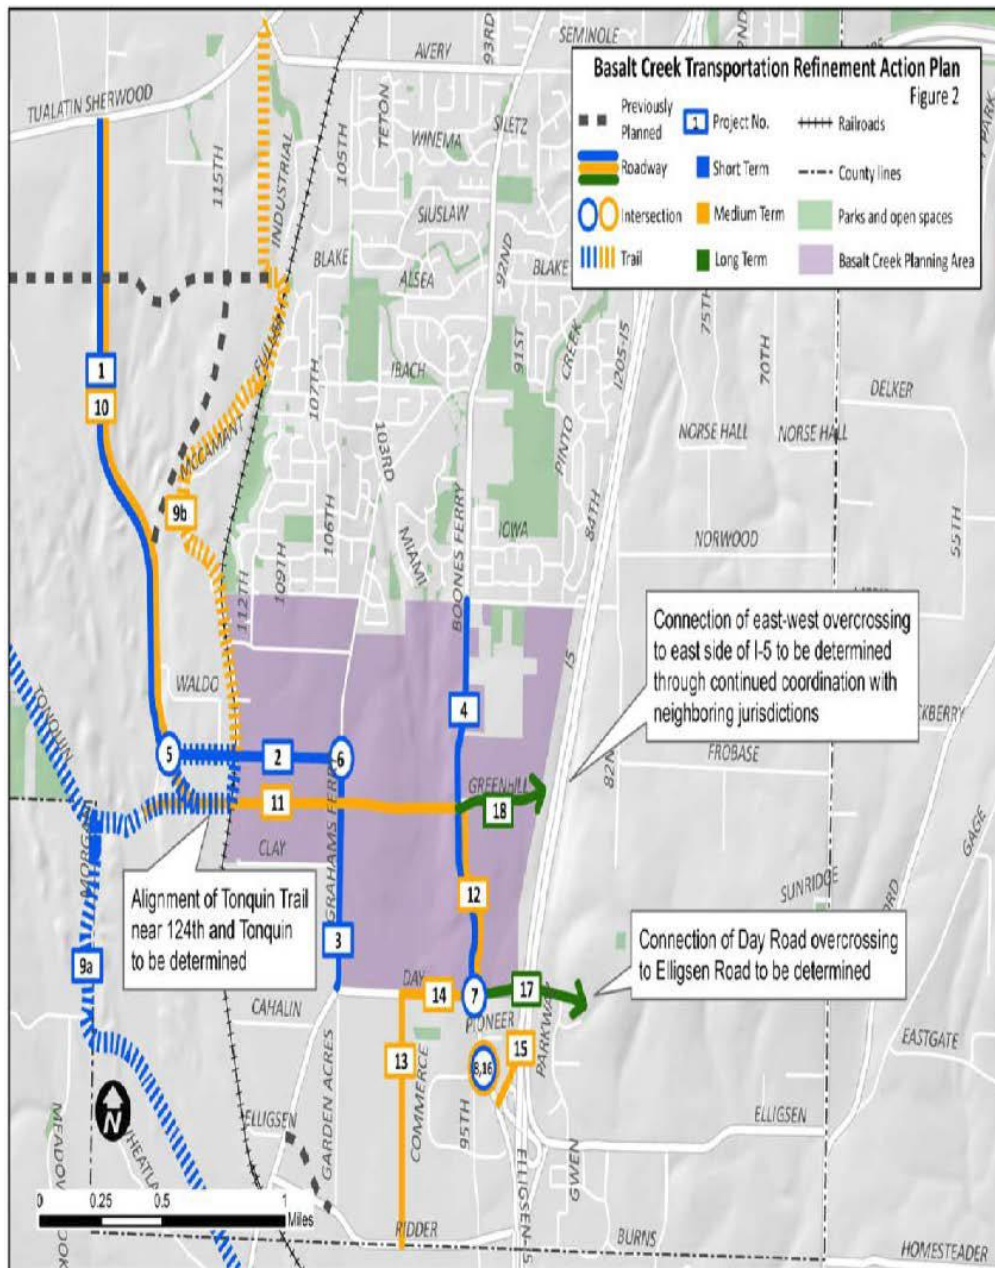 Basalt Creek Transportation Refinement Action Plan
Figure 2
Previously
Planned
1 Project No.
Railroads
Roadway
Short Term
County lines
Intersection
Medium Term
Parks and open spaces
Trail
Long Term
Basalt Creek Planning Area
AVERY
93RD
SEMINOLE
TUALATIN SHERWOOD
115TH
INDUSTRIAL
105TH
TETON
WINEMA
SILETZ
SIUSLAW
BLAKE
ALSEA
92ND
BLAKE
91ST
CREEK
I205-I5
75TH
70TH
1
10
107TH
IBACH
DELKER
MCCAMANT
103RD
PINTO
NORSE HALL
NORSE HALL
9b
106TH
BOONES FERRY
84TH
55TH
109TH
MIAMI
IOWA
NORWOOD
112TH
Connection of east-west overcrossing
to east side of I-5 to be determined
through continued coordination with
neighboring jurisdictions
I5
WALDO
TONQUIN
4
5
2
6
FROBASE
GREENHILL
11
18
GRAHAMS FERRY
CLAY
GAGE
Alignment of Tonquin Trail
near 124th and Tonquin
to be determined
12
SUNRIDGE
9a
3
Connection of Day Road overcrossing
to Elligsen Road to be determined
DAY
14
7
17
CAHALIN
PIONEER
PARKWAY
EASTGATE
13
8,16
15
GARDEN ACRES
COMMERCE
95TH
N
ELLIGSEN
ELLIGSEN
GWEN
ELLIGSEN-I5
0 0.25 0.5 1
Miles
RIDDER
BURNS
HOMESTEADER